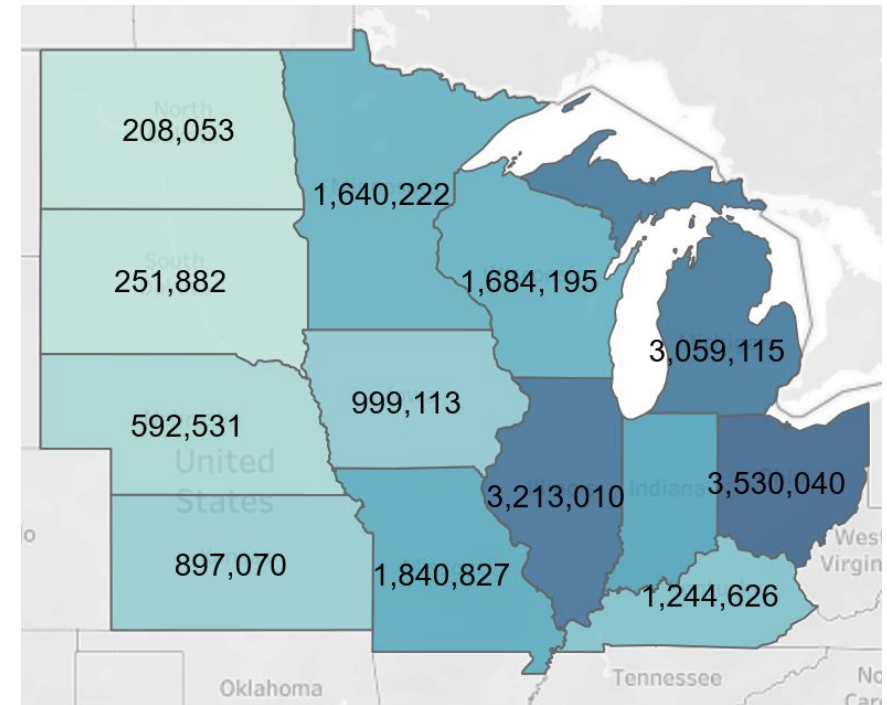 North
208,053
1,640,222
South
251,882
1,684,195
3,059,115
999,113
592,531
United
States
3,213,010
Indiana
3,530,040
897,070
1,840,827
1,244,626
West
Virgin
Oklahoma
Tennessee
No
Caro
o